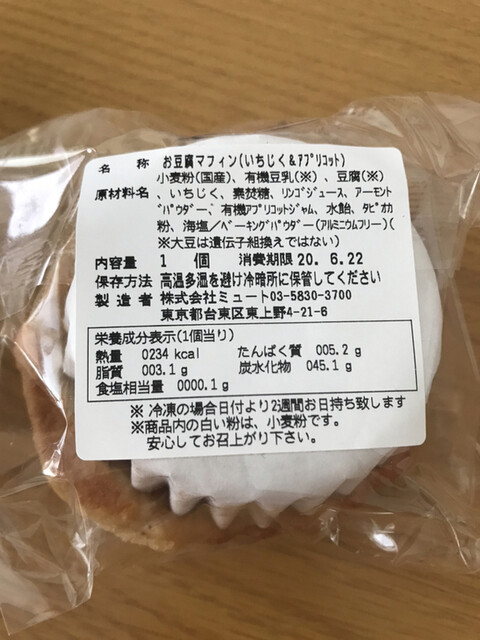 名 称 お豆腐マフィン(いちじく&アプリコット)
原材料名 小麦粉(国産)、有機豆乳(※)、豆腐(※)
、いちじく、素焚糖、リンゴジュース、アーモンド
パウダー、有機アプリコットジャム、水飴、タピオカ
粉、海塩/ベーキングパウダー(アルミニウムフリー)(
※大豆は遺伝子組換えではない)
内容量 1 個 消費期限 20. 6.22
保存方法 高温多湿を避け冷暗所に保管してください
製造者 株式会社ミュート03-5830-3700
東京都台東区東上野4-21-6
栄養成分表示(1個当り)
熱量 0234 kcal たんぱく質 005.2 g
脂質 003.1 g 炭水化物 045.1 g
食塩相当量 0000.1 g
※ 冷凍の場合日付より2週間お日持ち致します
※商品内の白い粉は、小麦粉です。
安心してお召上がり下さい。